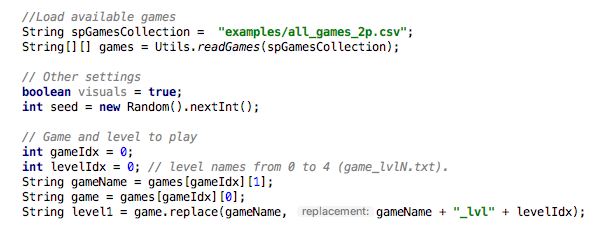 //Load available games
String spGamesCollection =  "examples/all_games_2p.csv";
String[][] games = Utils.readGames(spGamesCollection);
// Other settings
boolean visuals = true;
int seed = new Random().nextInt();
// Game and level to play
int gameIdx = 0;
int levelIdx = 0; // level names from 0 to 4 (game_lvlN.txt).
String gameName = games[gameIdx][1];
String game = games[gameIdx][0];
String level1 = game.replace(gameName, replacement: gameName + "_lvl" + levelIdx);